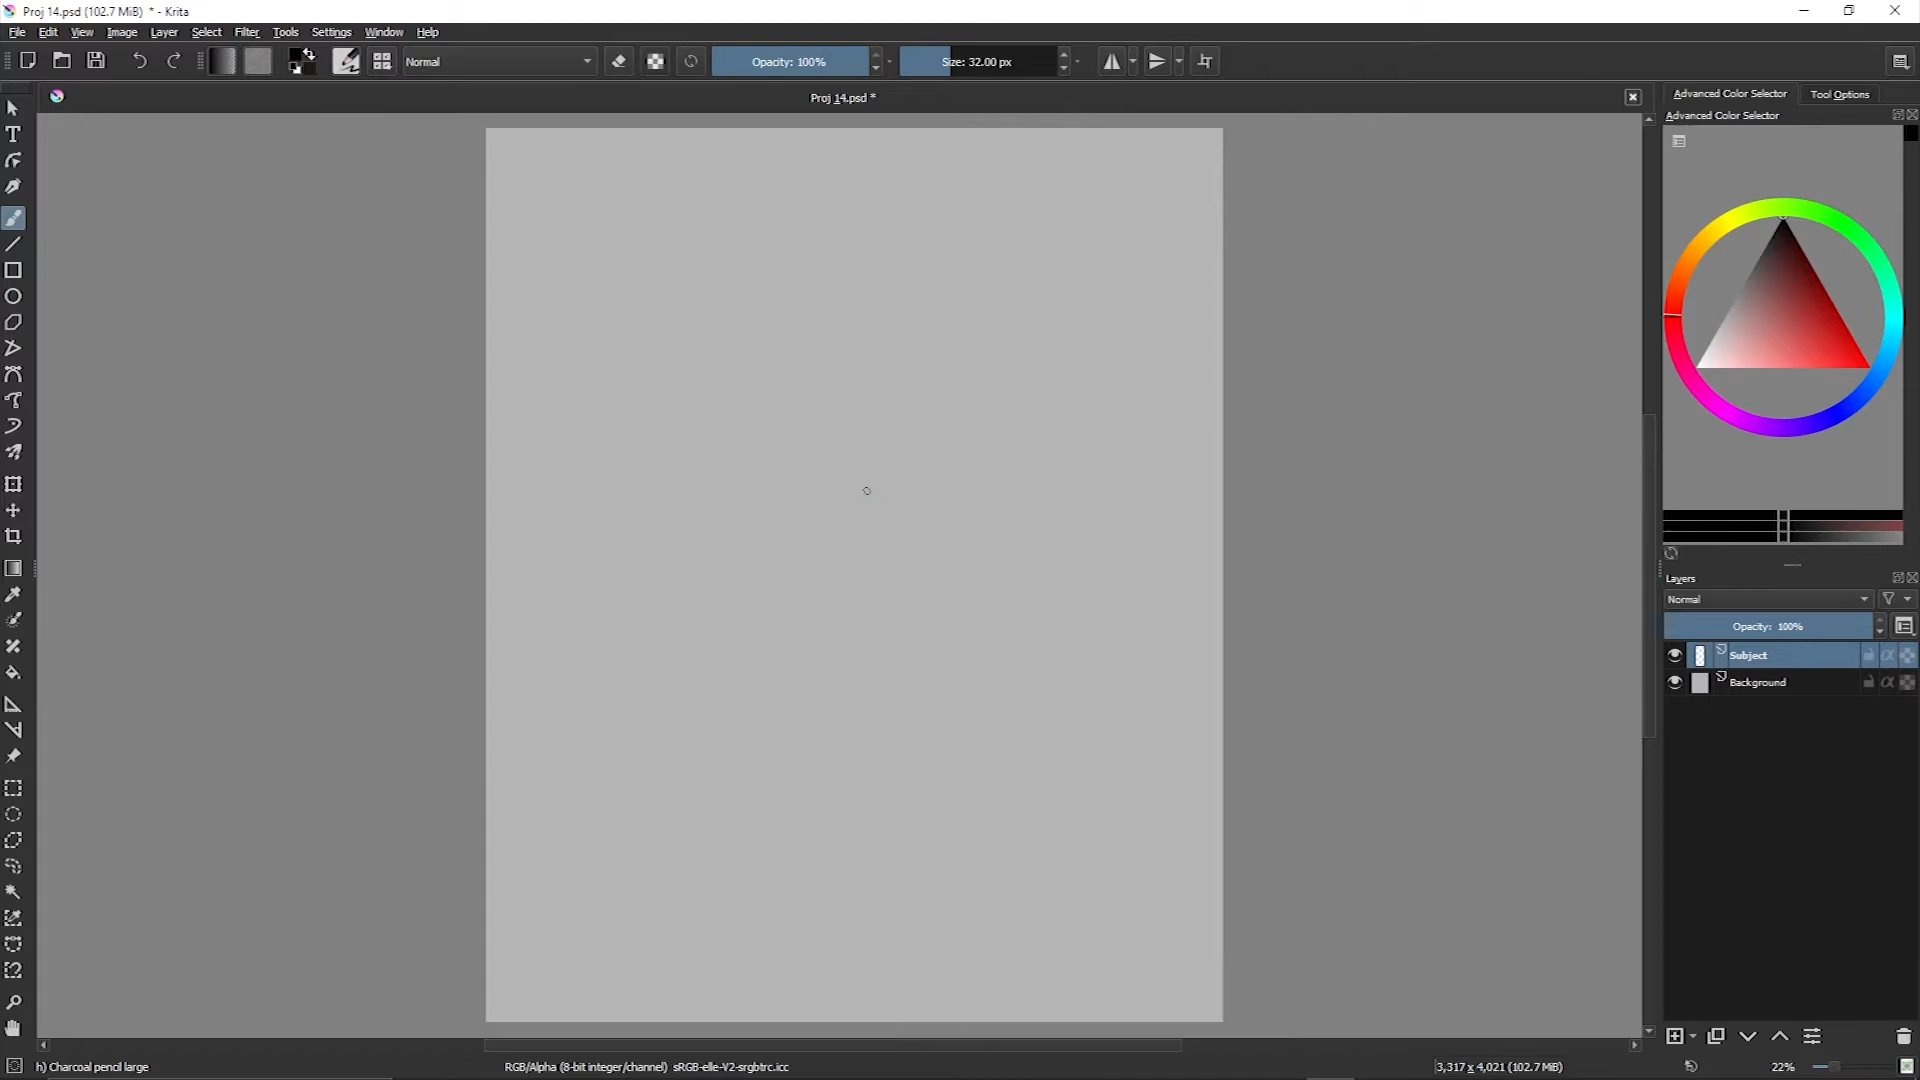 Proj 14.psd (102.7 MiB) * - Krita
File Edit View Image Layer Select Filter Tools Settings Window Help
Normal
Opacity: 100%
Size: 32.00 px
Proj 14.psd *
Advanced Color Selector
Tool Options
Advanced Color Selector
Layers
Normal
Opacity: 100%
Subject
Background
h) Charcoal pencil large
RGB/Alpha (8-bit integer/channel) sRGB-elle-V2-srgbtrc.icc
3,317 x 4,021 (102.7 MiB)
22%